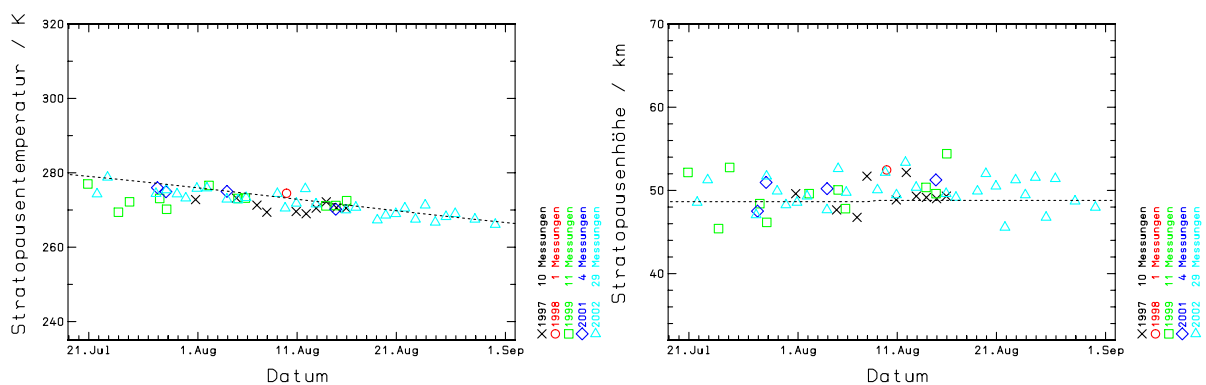 320
300
280
260
240
Stratopausentemperatur / K
21.Jul 1.Aug 11.Aug 21.Aug 1.Sep
Datum
1997 10 Messungen
1998 1 Messungen
1999 11 Messungen
2001 4 Messungen
2002 29 Messungen
70
60
50
40
Stratopausenhöhe / km
21.Jul 1.Aug 11.Aug 21.Aug 1.Sep
Datum
1997 10 Messungen
1998 1 Messungen
1999 11 Messungen
2001 4 Messungen
2002 29 Messungen